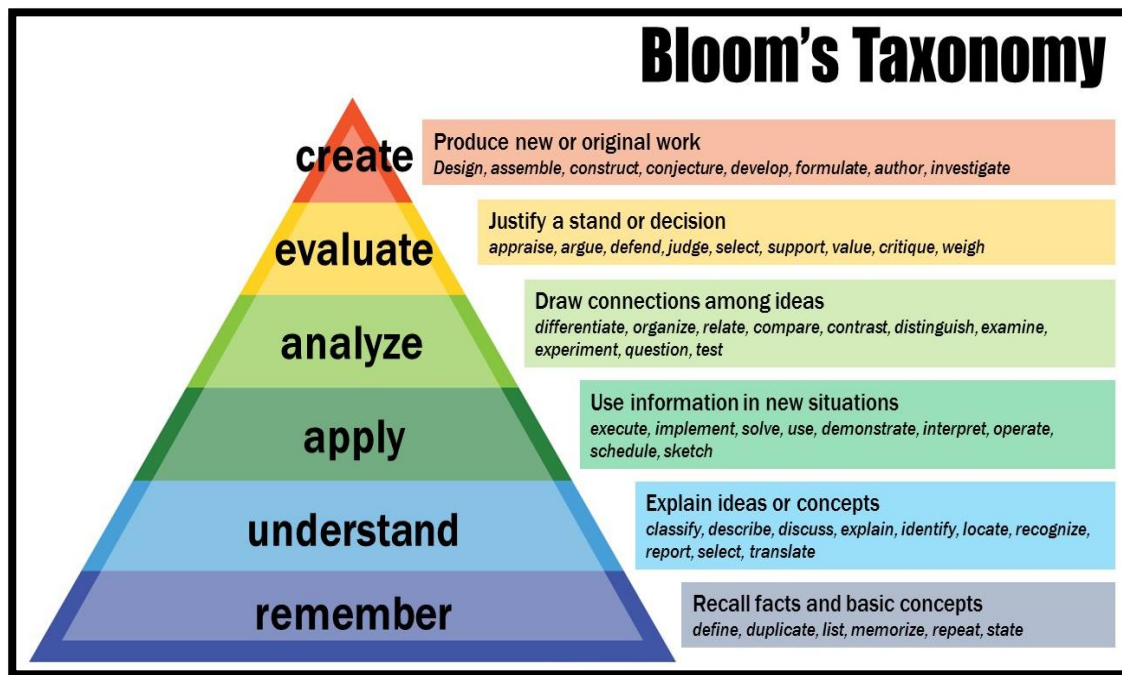 Bloom's Taxonomy
create
Produce new or original work
Design, assemble, construct, conjecture, develop, formulate, author, investigate
evaluate
Justify a stand or decision
appraise, argue, defend, judge, select, support, value, critique, weigh
analyze
Draw connections among ideas
differentiate, organize, relate, compare, contrast, distinguish, examine,
experiment, question, test
apply
Use information in new situations
execute, implement, solve, use, demonstrate, interpret, operate,
schedule, sketch
understand
Explain ideas or concepts
classify, describe, discuss, explain, identify, locate, recognize,
report, select, translate
remember
Recall facts and basic concepts
define, duplicate, list, memorize, repeat, state